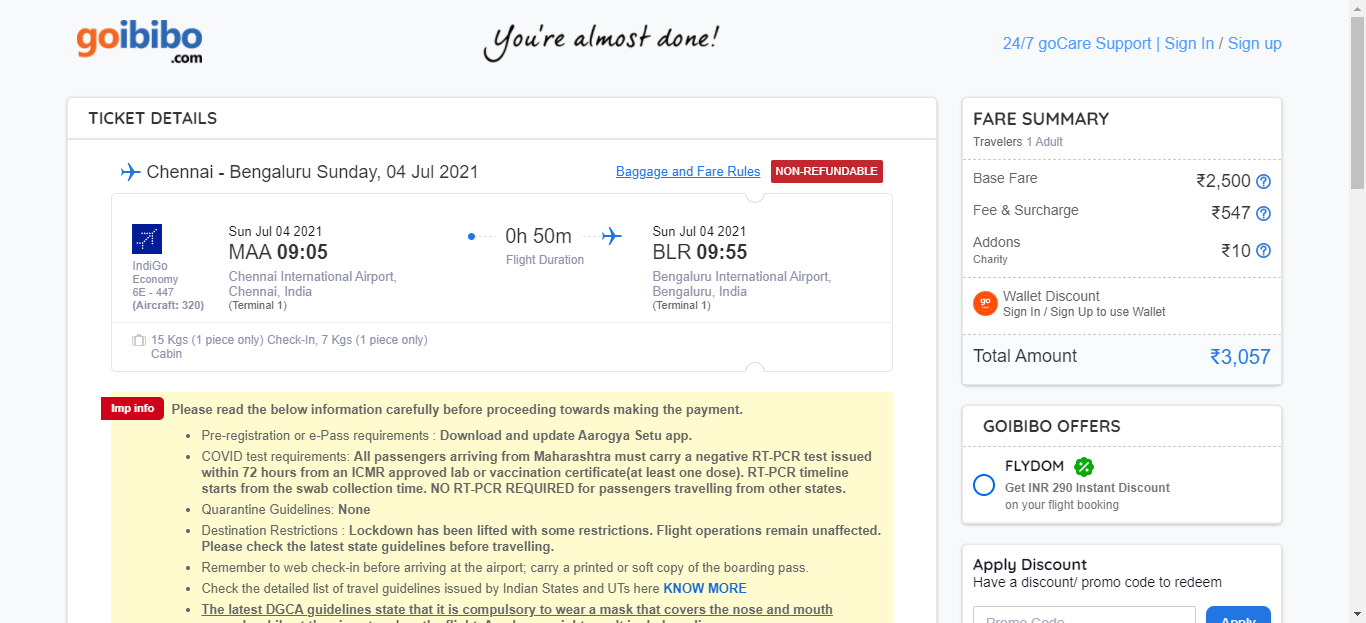 goibibo
.com
You're almost done!
24/7 goCare Support | Sign In / Sign up
TICKET DETAILS
Chennai - Bengaluru Sunday, 04 Jul 2021
Baggage and Fare Rules
NON-REFUNDABLE
IndiGo
Economy
6E - 447
(Aircraft: 320)
Sun Jul 04 2021
MAA 09:05
Chennai International Airport,
Chennai, India
(Terminal 1)
0h 50m
Flight Duration
Sun Jul 04 2021
BLR 09:55
Bengaluru International Airport,
Bengaluru, India
(Terminal 1)
15 Kgs (1 piece only) Check-In, 7 Kgs (1 piece only)
Cabin
Imp info
Please read the below information carefully before proceeding towards making the payment.
Pre-registration or e-Pass requirements : Download and update Aarogya Setu app.
COVID test requirements: All passengers arriving from Maharashtra must carry a negative RT-PCR test issued
within 72 hours from an ICMR approved lab or vaccination certificate(at least one dose). RT-PCR timeline
starts from the swab collection time. NO RT-PCR REQUIRED for passengers travelling from other states.
Quarantine Guidelines: None
Destination Restrictions : Lockdown has been lifted with some restrictions. Flight operations remain unaffected.
Please check the latest state guidelines before travelling.
Remember to web check-in before arriving at the airport; carry a printed or soft copy of the boarding pass.
Check the detailed list of travel guidelines issued by Indian States and UTs here KNOW MORE
The latest DGCA guidelines state that it is compulsory to wear a mask that covers the nose and mouth
FARE SUMMARY
Travelers 1 Adult
Base Fare ₹2,500
Fee & Surcharge ₹547
Addons ₹10
Charity
go
Wallet Discount
Sign In / Sign Up to use Wallet
Total Amount ₹3,057
GOIBIBO OFFERS
FLYDOM
Get INR 290 Instant Discount
on your flight booking
Apply Discount
Have a discount/ promo code to redeem
Promo Code
Apply